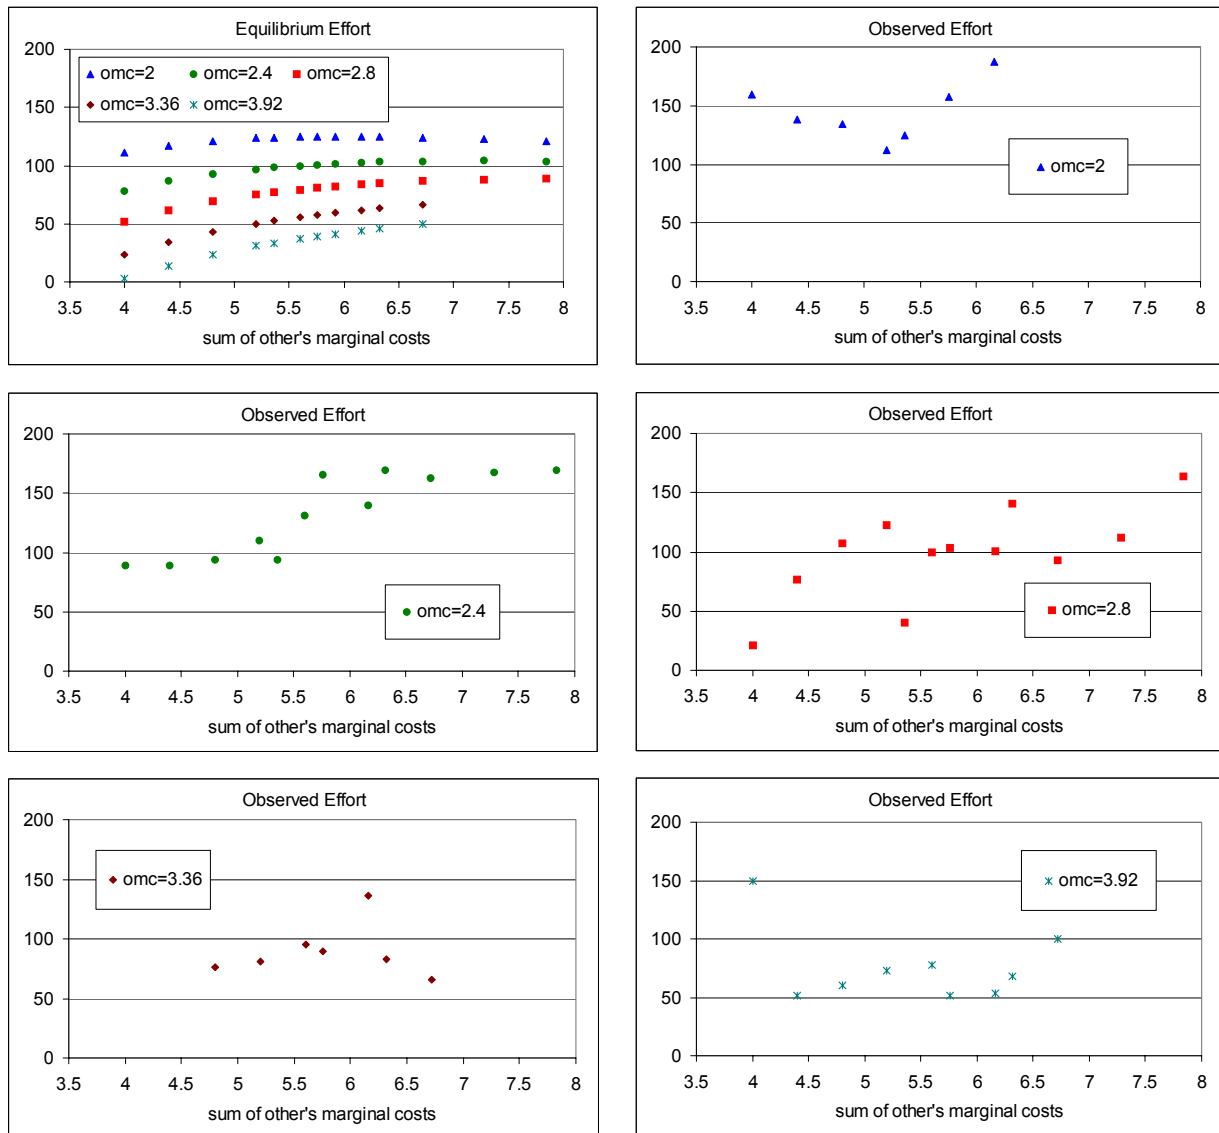 Equilibrium Effort
200
150
100
50
0
omc=2 omc=2.4 omc=2.8
omc=3.36 omc=3.92
3.5 4 4.5 5 5.5 6 6.5 7 7.5 8
sum of other's marginal costs
Observed Effort
200
150
100
50
0
omc=2
3.5 4 4.5 5 5.5 6 6.5 7 7.5 8
sum of other's marginal costs
Observed Effort
200
150
100
50
0
omc=2.4
3.5 4 4.5 5 5.5 6 6.5 7 7.5 8
sum of other's marginal costs
Observed Effort
200
150
100
50
0
omc=2.8
3.5 4 4.5 5 5.5 6 6.5 7 7.5 8
sum of other's marginal costs
Observed Effort
200
150
100
50
0
omc=3.36
3.5 4 4.5 5 5.5 6 6.5 7 7.5 8
sum of other's marginal costs
Observed Effort
200
150
100
50
0
omc=3.92
3.5 4 4.5 5 5.5 6 6.5 7 7.5 8
sum of other's marginal costs